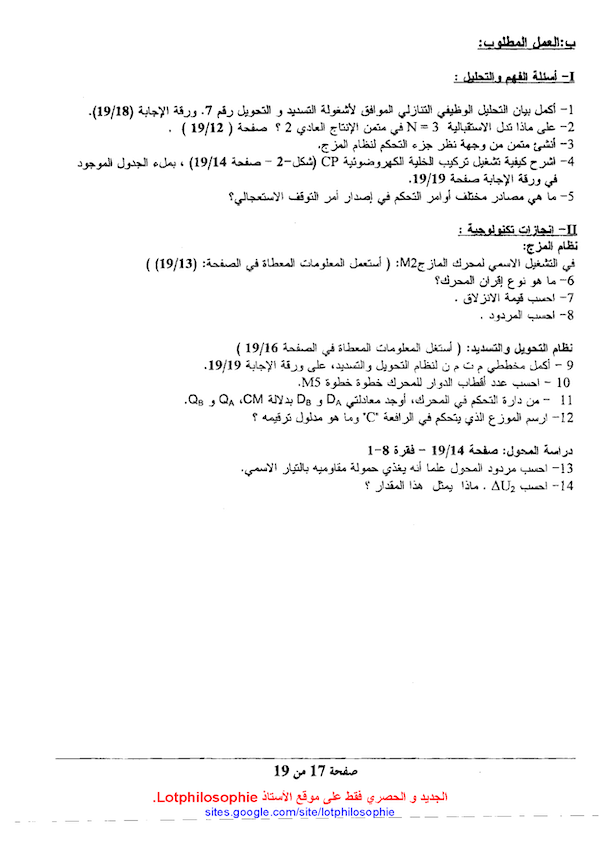 ب:العمل المطلوب:
I- أسئلة الفهم والتحليل :
1- أكمل بيان التحليل الوظيفي التنازلي الموافق لأشغولة التسديد و التحويل رقم 7. ورقة الإجابة (19/18).
2- على ماذا تدل الاستقبالية N = 3 في متمن الإنتاج العادي 2 ؟ صفحة ( 19/12 ) .
3- أنشئ متمن من وجهة نظر جزء التحكم لنظام المزج.
4- اشرح كيفية تشغيل تركيب الخلية الكهروضوئية CP (شكل-2 - صفحة 19/14) ، بملء الجدول الموجود
في ورقة الإجابة صفحة 19/19.
5- ما هي مصادر مختلف أوامر التحكم في إصدار أمر التوقف الاستعجالي؟
II- إنجازات تكنولوجية :
نظام المزج:
في التشغيل الاسمي لمحرك المازجM2: ( أستعمل المعلومات المعطاة في الصفحة: (19/13) )
6- ما هو نوع إقران المحرك؟
7- احسب قيمة الانزلاق .
8- احسب المردود .
نظام التحويل والتسديد: ( أستغل المعلومات المعطاة في الصفحة 19/16 )
9 - أكمل مخططي م ت م ن لنظام التحويل والتسديد، على ورقة الإجابة 19/19.
10 - احسب عدد أقطاب الدوار للمحرك خطوة خطوة M5.
11 - من دارة التحكم في المحرك، أوجد معادلتي DA و DB بدلالة CM، QA و QB.
12- ارسم الموزع الذي يتحكم في الرافعة "C" وما هو مدلول ترقيمه ؟
دراسة المحول: صفحة 19/14 - فقرة 8-1
13- احسب مردود المحول علما أنه يغذي حمولة مقاوميه بالتيار الاسمي.
14- احسب ΔU2 . ماذا يمثل هذا المقدار ؟
صفحة 17 من 19
الجديد و الحصري فقط على موقع الأستاذ Lotphilosophie.
sites.google.com/site/lotphilosophie